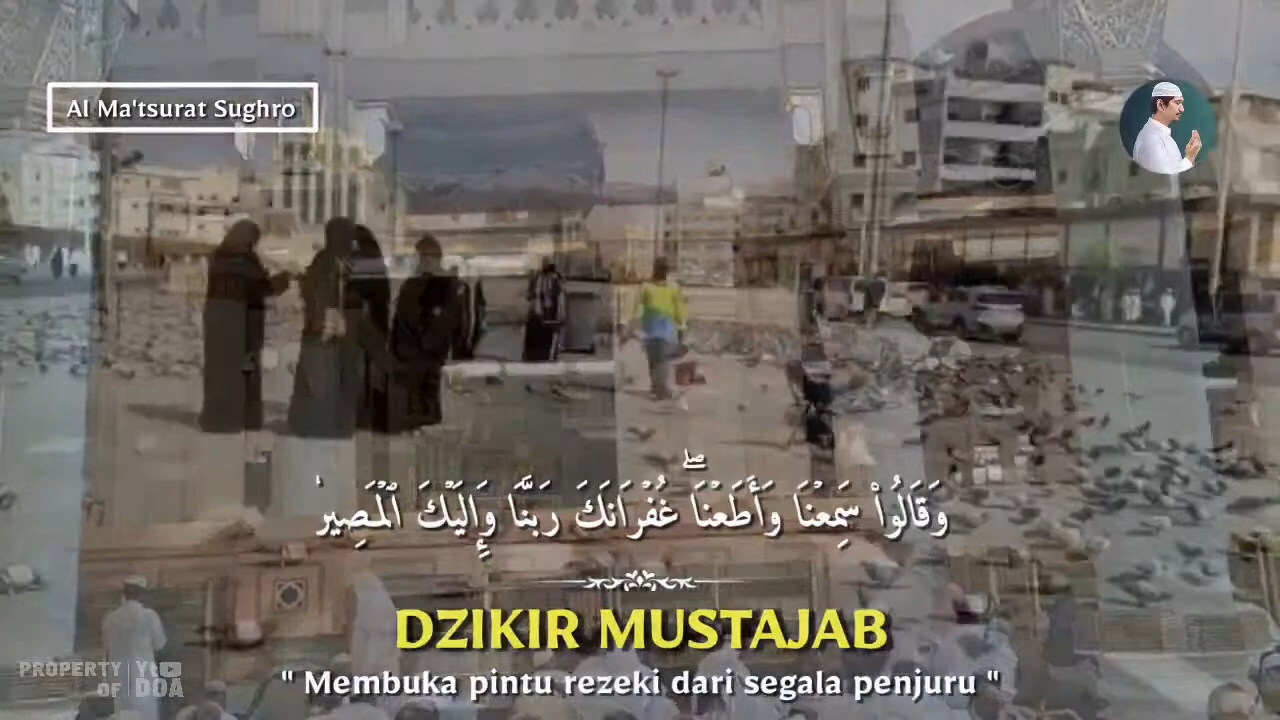 Al Ma'tsurat Sughro
وَقَالُوا۟ سَمِعْنَا وَأَطَعْنَا ۖ غُفْرَانَكَ رَبَّنَا وَإِلَيْكَ ٱلْمَصِيرُ
DZIKIR MUSTAJAB
" Membuka pintu rezeki dari segala penjuru "
PROPERTY OF
YT DOA